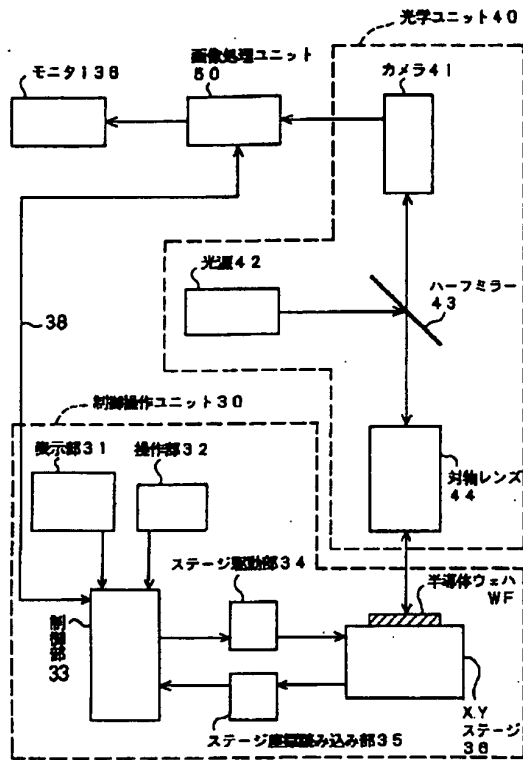 光学ユニット40
カメラ41
画像処理ユニット
50
モニタ136
光源42
ハーフミラー
43
38
制御操作ユニット30
表示部31
操作部32
対物レンズ
44
ステージ駆動部34
半導体ウェハ
WF
制御部
33
X.Y
ステージ
36
ステージ座標読み込み部35